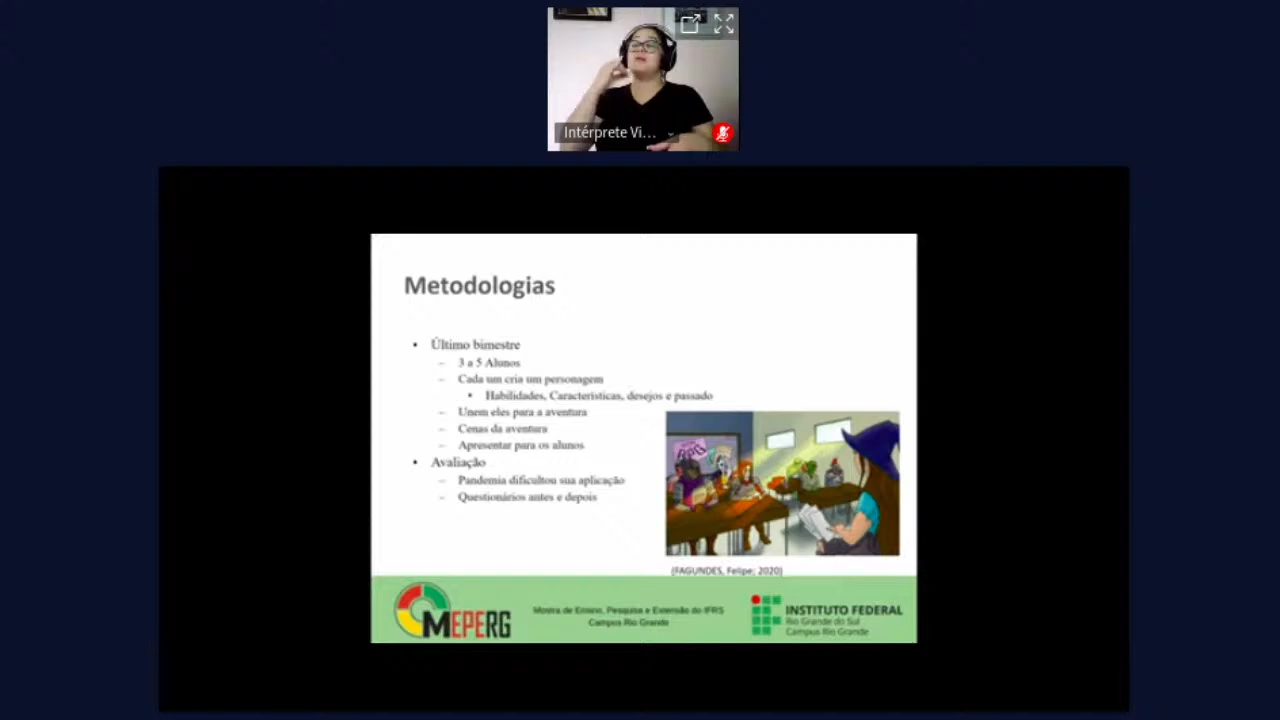 Intérprete Vi...
Metodologias
• Último bimestre
– 3 a 5 Alunos
– Cada um cria um personagem
• Habilidades, Características, desejos e passado
– Unem eles para a aventura
– Cenas da aventura
– Apresentar para os alunos
• Avaliação
– Pandemia dificultou sua aplicação
– Questionários antes e depois
(FAGUNDES, Felipe; 2020)
MEPERG
Mostra de Ensino, Pesquisa e Extensão do IFRS
Campus Rio Grande
INSTITUTO FEDERAL
Rio Grande do Sul
Campus Rio Grande